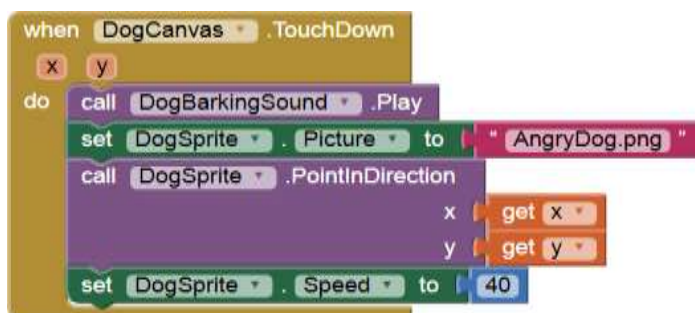 when DogCanvas .TouchDown
x y
do call DogBarkingSound .Play
set DogSprite . Picture to " AngryDog.png "
call DogSprite .PointInDirection
x get x
y get y
set DogSprite . Speed to 40